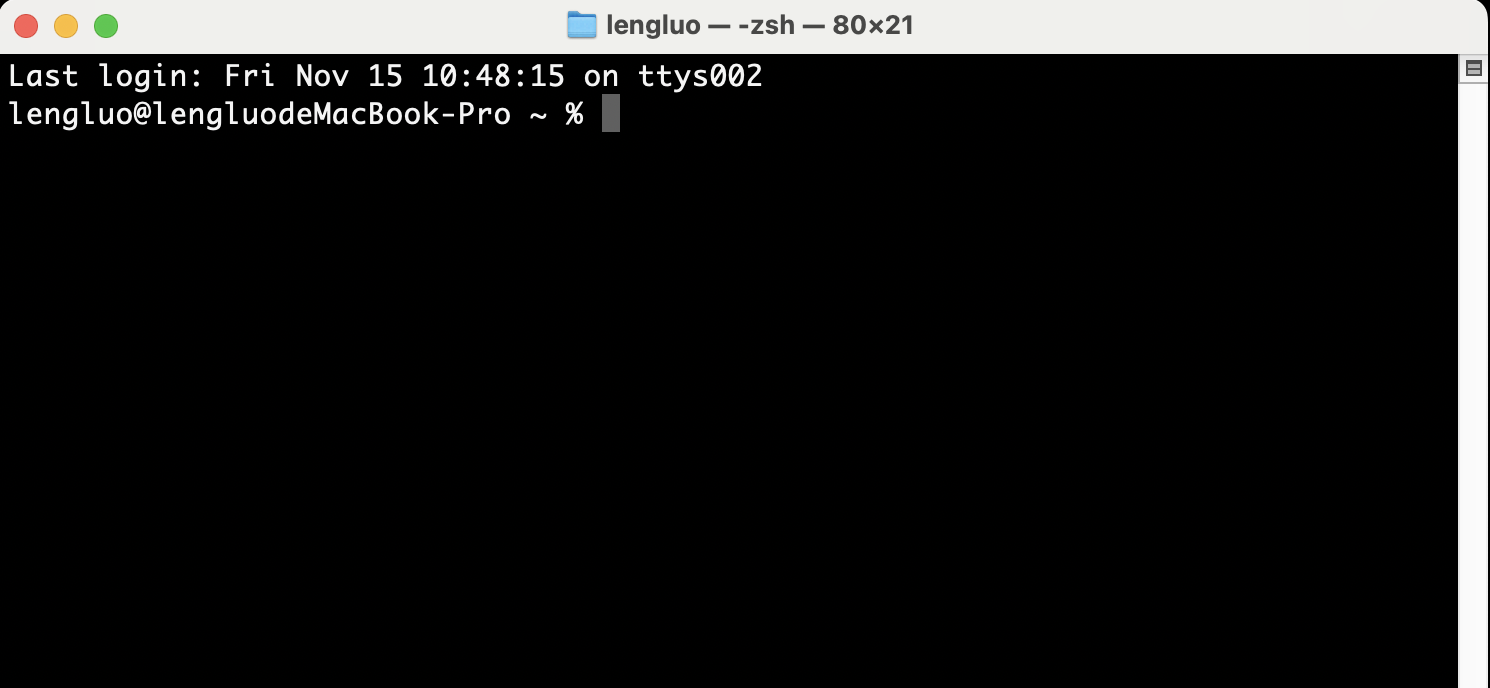 lengluo — -zsh — 80×21
Last login: Fri Nov 15 10:48:15 on ttys002
lengluo@lengluodeMacBook-Pro ~ %